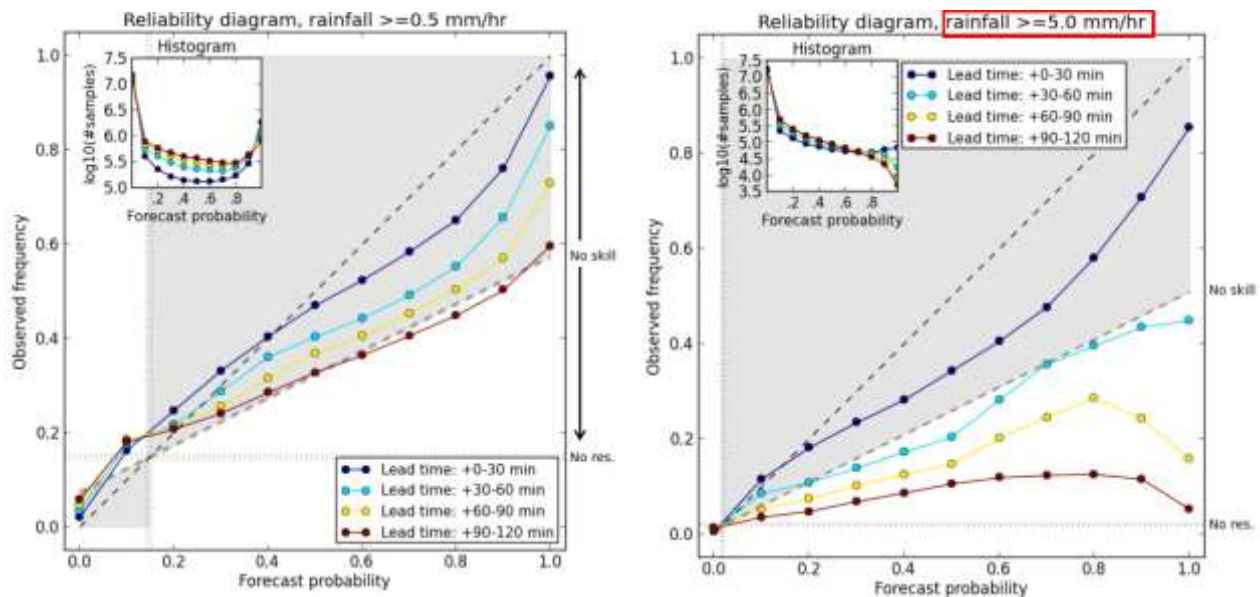 Reliability diagram, rainfall >=0.5 mm/hr
Histogram
7.5
7.0
6.5
6.0
5.5
5.0
log10(#samples)
.2 .4 .6 .8
Forecast probability
1.0
0.8
0.6
0.4
0.2
0.0
Observed frequency
No skill
No res.
Lead time: +0-30 min
Lead time: +30-60 min
Lead time: +60-90 min
Lead time: +90-120 min
0.0 0.2 0.4 0.6 0.8 1.0
Forecast probability
Reliability diagram, rainfall >=5.0 mm/hr
Histogram
7.5
7.0
6.5
6.0
5.5
5.0
4.5
4.0
3.5
log10(#samples)
.2 .4 .6 .8
Forecast probability
Lead time: +0-30 min
Lead time: +30-60 min
Lead time: +60-90 min
Lead time: +90-120 min
1.0
0.8
0.6
0.4
0.2
0.0
Observed frequency
No skill
No res.
0.0 0.2 0.4 0.6 0.8 1.0
Forecast probability